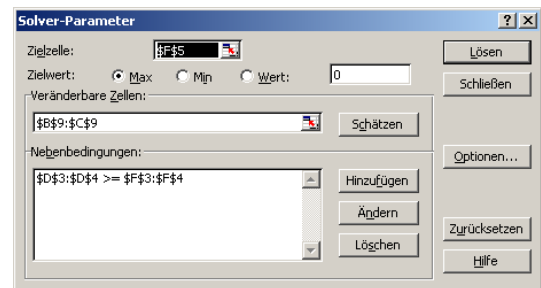 Solver-Parameter
Zielzelle: $F$5 Lösen
Zielwert: Max Min Wert: 0 Schließen
Veränderbare Zellen:
$B$9:$C$9 Schätzen
Nebenbedingungen: Optionen...
$D$3:$D$4 >= $F$3:$F$4 Hinzufügen
Ändern
Zurücksetzen
Löschen
Hilfe